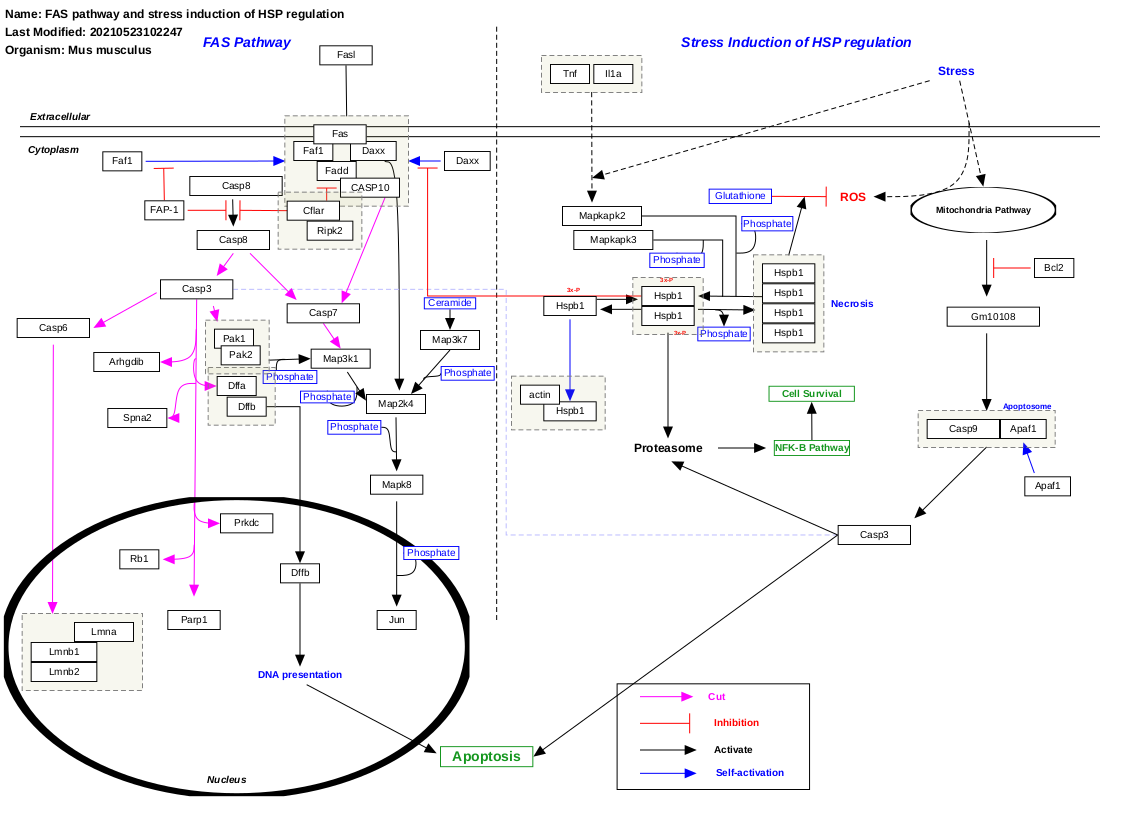 Name: FAS pathway and stress induction of HSP regulation
Last Modified: 20210523102247
Organism: Mus musculus
FAS Pathway
Stress Induction of HSP regulation
Fasl
Tnf
Il1a
Stress
Extracellular
Cytoplasm
Fas
Faf1
Daxx
Fadd
CASP10
Faf1
Daxx
Casp8
FAP-1
Cflar
Ripk2
Casp8
Glutathione
ROS
Mitochondria Pathway
Mapkapk2
Phosphate
Mapkapk3
Phosphate
Hspb1
Hspb1
Hspb1
Hspb1
Necrosis
Bcl2
Casp3
3x-P
3x-P
Hspb1
Hspb1
Hspb1
3x-P
Phosphate
Gm10108
Ceramide
Casp7
Casp6
Map3k7
Pak1
Pak2
Arhgdib
Map3k1
Phosphate
Phosphate
Dffa
Dffb
Phosphate
Map2k4
Spna2
Phosphate
actin
Hspb1
Cell Survival
Proteasome
NFK-B Pathway
Apoptosome
Casp9
Apaf1
Apaf1
Mapk8
Prkdc
Casp3
Rb1
Phosphate
Dffb
Parp1
Jun
Lmna
Lmnb1
Lmnb2
DNA presentation
Nucleus
Apoptosis
Cut
Inhibition
Activate
Self-activation